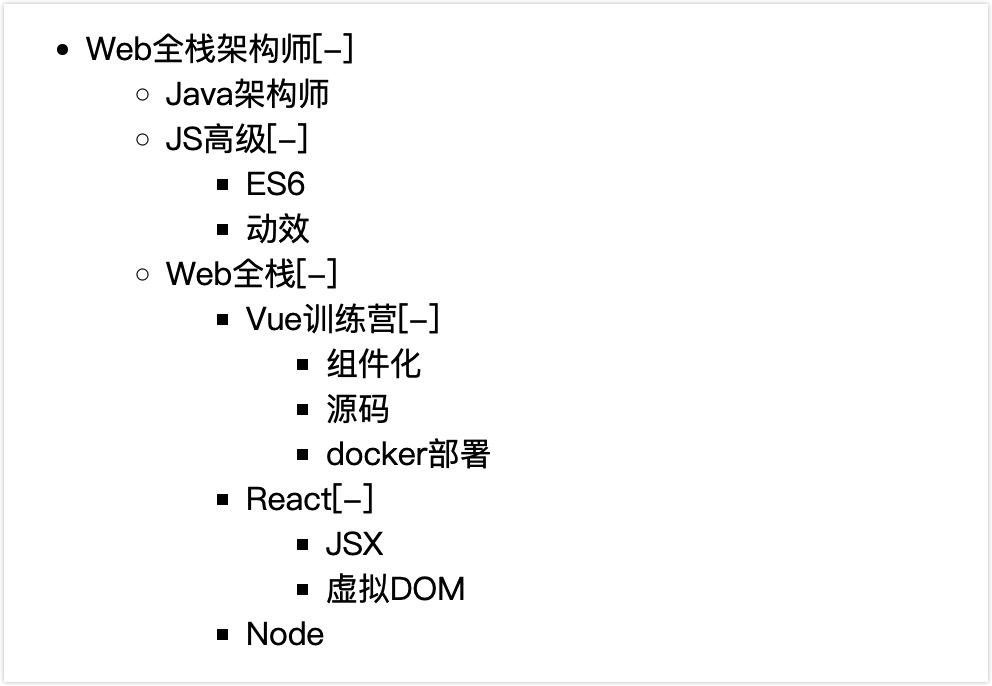 Web全栈架构师[-]
Java架构师
JS高级[-]
ES6
动效
Web全栈[-]
Vue训练营[-]
组件化
源码
docker部署
React[-]
JSX
虚拟DOM
Node